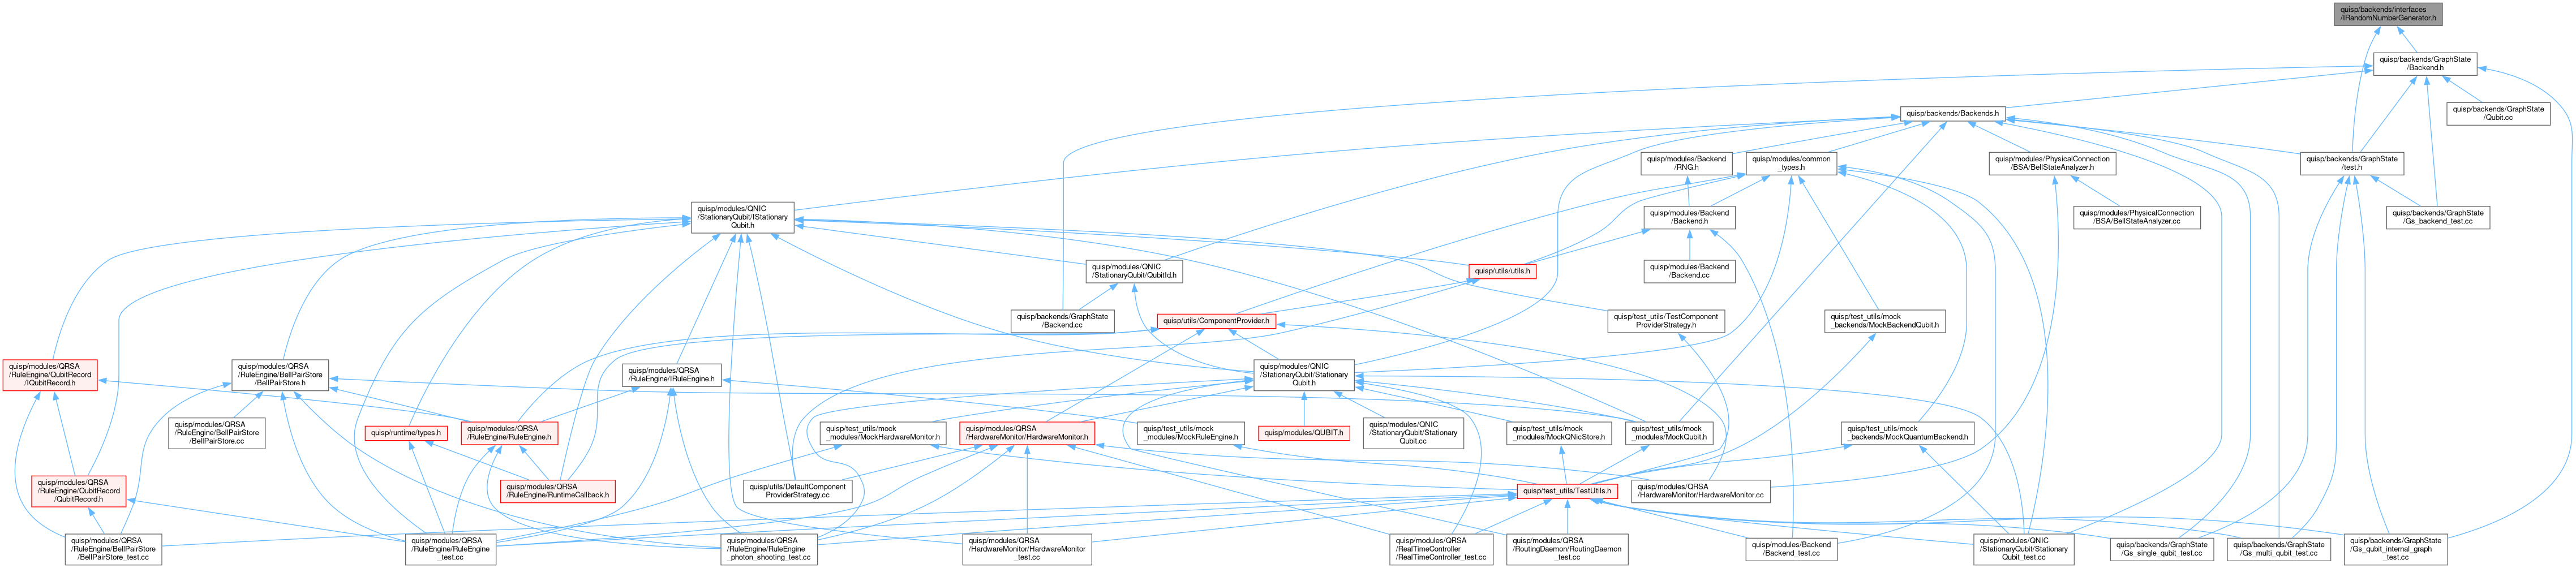 quisp/backends/interfaces
/IRandomNumberGenerator.h
quisp/backends/GraphState
/Backend.h
quisp/backends/Backends.h
quisp/backends/GraphState
/Qubit.cc
quisp/modules/Backend
/RNG.h
quisp/modules/common
_types.h
quisp/modules/PhysicalConnection
/BSA/BellStateAnalyzer.h
quisp/backends/GraphState
/test.h
quisp/modules/QNIC
/StationaryQubit/IStationary
Qubit.h
quisp/modules/Backend
/Backend.h
quisp/modules/PhysicalConnection
/BSA/BellStateAnalyzer.cc
quisp/backends/GraphState
/Gs_backend_test.cc
quisp/modules/QNIC
/StationaryQubit/QubitId.h
quisp/utils/utils.h
quisp/modules/Backend
/Backend.cc
quisp/backends/GraphState
/Backend.cc
quisp/utils/ComponentProvider.h
quisp/test_utils/TestComponent
ProviderStrategy.h
quisp/test_utils/mock
_backends/MockBackendQubit.h
quisp/modules/QRSA
/RuleEngine/QubitRecord
/IQubitRecord.h
quisp/modules/QRSA
/RuleEngine/BellPairStore
/BellPairStore.h
quisp/modules/QRSA
/RuleEngine/IRuleEngine.h
quisp/modules/QNIC
/StationaryQubit/Stationary
Qubit.h
quisp/modules/QRSA
/RuleEngine/BellPairStore
/BellPairStore.cc
quisp/runtime/types.h
quisp/modules/QRSA
/RuleEngine/RuleEngine.h
quisp/test_utils/mock
_modules/MockHardwareMonitor.h
quisp/modules/QRSA
/HardwareMonitor/HardwareMonitor.h
quisp/test_utils/mock
_modules/MockRuleEngine.h
quisp/modules/QUBIT.h
quisp/modules/QNIC
/StationaryQubit/Stationary
Qubit.cc
quisp/test_utils/mock
_modules/MockQNicStore.h
quisp/test_utils/mock
_modules/MockQubit.h
quisp/test_utils/mock
_backends/MockQuantumBackend.h
quisp/modules/QRSA
/RuleEngine/QubitRecord
/QubitRecord.h
quisp/modules/QRSA
/RuleEngine/RuntimeCallback.h
quisp/utils/DefaultComponent
ProviderStrategy.cc
quisp/test_utils/TestUtils.h
quisp/modules/QRSA
/HardwareMonitor/HardwareMonitor.cc
quisp/modules/QRSA
/RuleEngine/BellPairStore
/BellPairStore_test.cc
quisp/modules/QRSA
/RuleEngine/RuleEngine
_test.cc
quisp/modules/QRSA
/RuleEngine/RuleEngine
_photon_shooting_test.cc
quisp/modules/QRSA
/HardwareMonitor/HardwareMonitor
_test.cc
quisp/modules/QRSA
/RealTimeController
/RealTimeController_test.cc
quisp/modules/QRSA
/RoutingDaemon/RoutingDaemon
_test.cc
quisp/modules/Backend
/Backend_test.cc
quisp/modules/QNIC
/StationaryQubit/Stationary
Qubit_test.cc
quisp/backends/GraphState
/Gs_single_qubit_test.cc
quisp/backends/GraphState
/Gs_multi_qubit_test.cc
quisp/backends/GraphState
/Gs_qubit_internal_graph
_test.cc